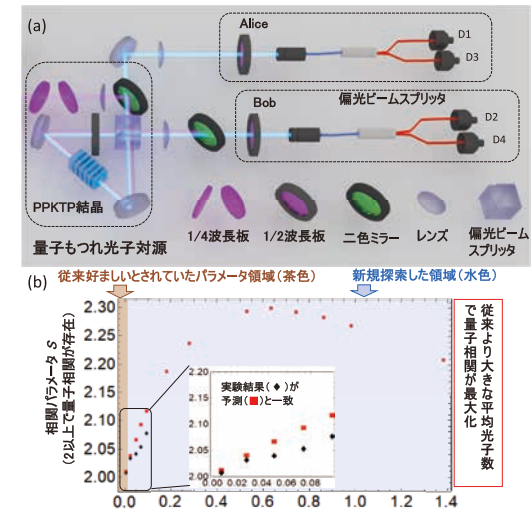 (a)
Alice
D1
D3
偏光ビームスプリッタ
Bob
D2
D4
PPKTP結晶
量子もつれ光子対源
1/4波長板
1/2波長板
二色ミラー
レンズ
偏光ビーム
スプリッタ
(b)
従来好ましいとされていたパラメータ領域(茶色)
新規探索した領域(水色)
相関パラメータ S
(2以上で量子相関が存在)
2.30
2.25
2.20
2.15
2.10
2.05
2.00
0.0
0.2
0.4
0.6
0.8
1.0
1.2
1.4
実験結果(◆)が
予測(■)と一致
2.20
2.15
2.10
2.05
2.00
0.00
0.02
0.04
0.06
0.08
従来より大きな平均光子数
で量子相関が最大化